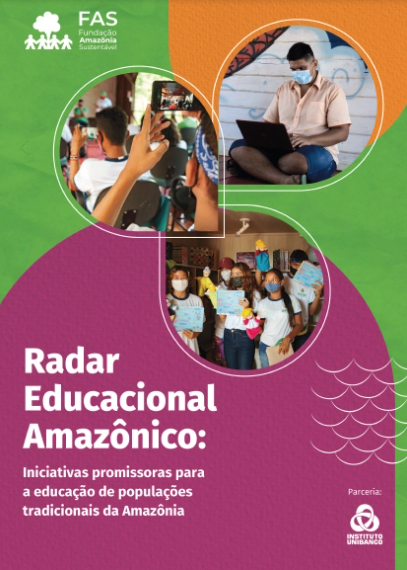 FAS
Fundação
Amazônia
Sustentável
Radar
Educacional
Amazônico:
Iniciativas promissoras para
a educação de populações
tradicionais da Amazônia
Parceria:
INSTITUTO
UNIBANCO